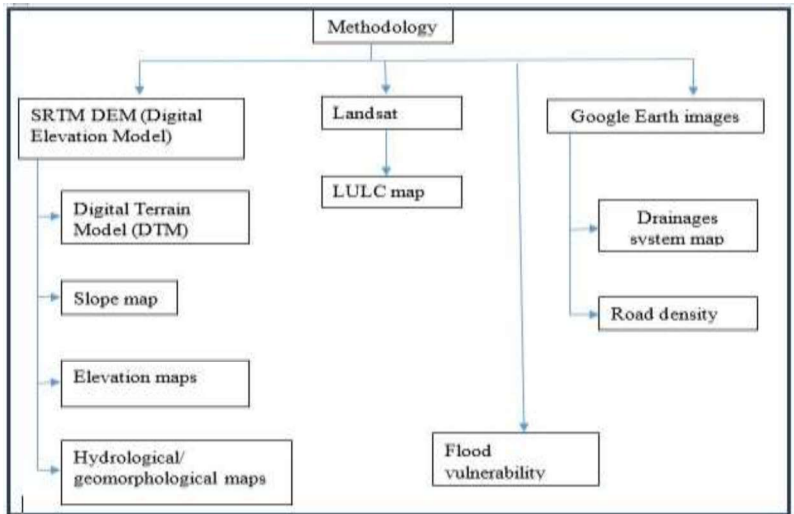 Methodology
SRTM DEM (Digital
Elevation Model)
Digital Terrain
Model (DTM)
Slope map
Elevation maps
Hydrological/
geomorphological maps
Landsat
LULC map
Flood
vulnerability
Google Earth images
Drainages
system map
Road density